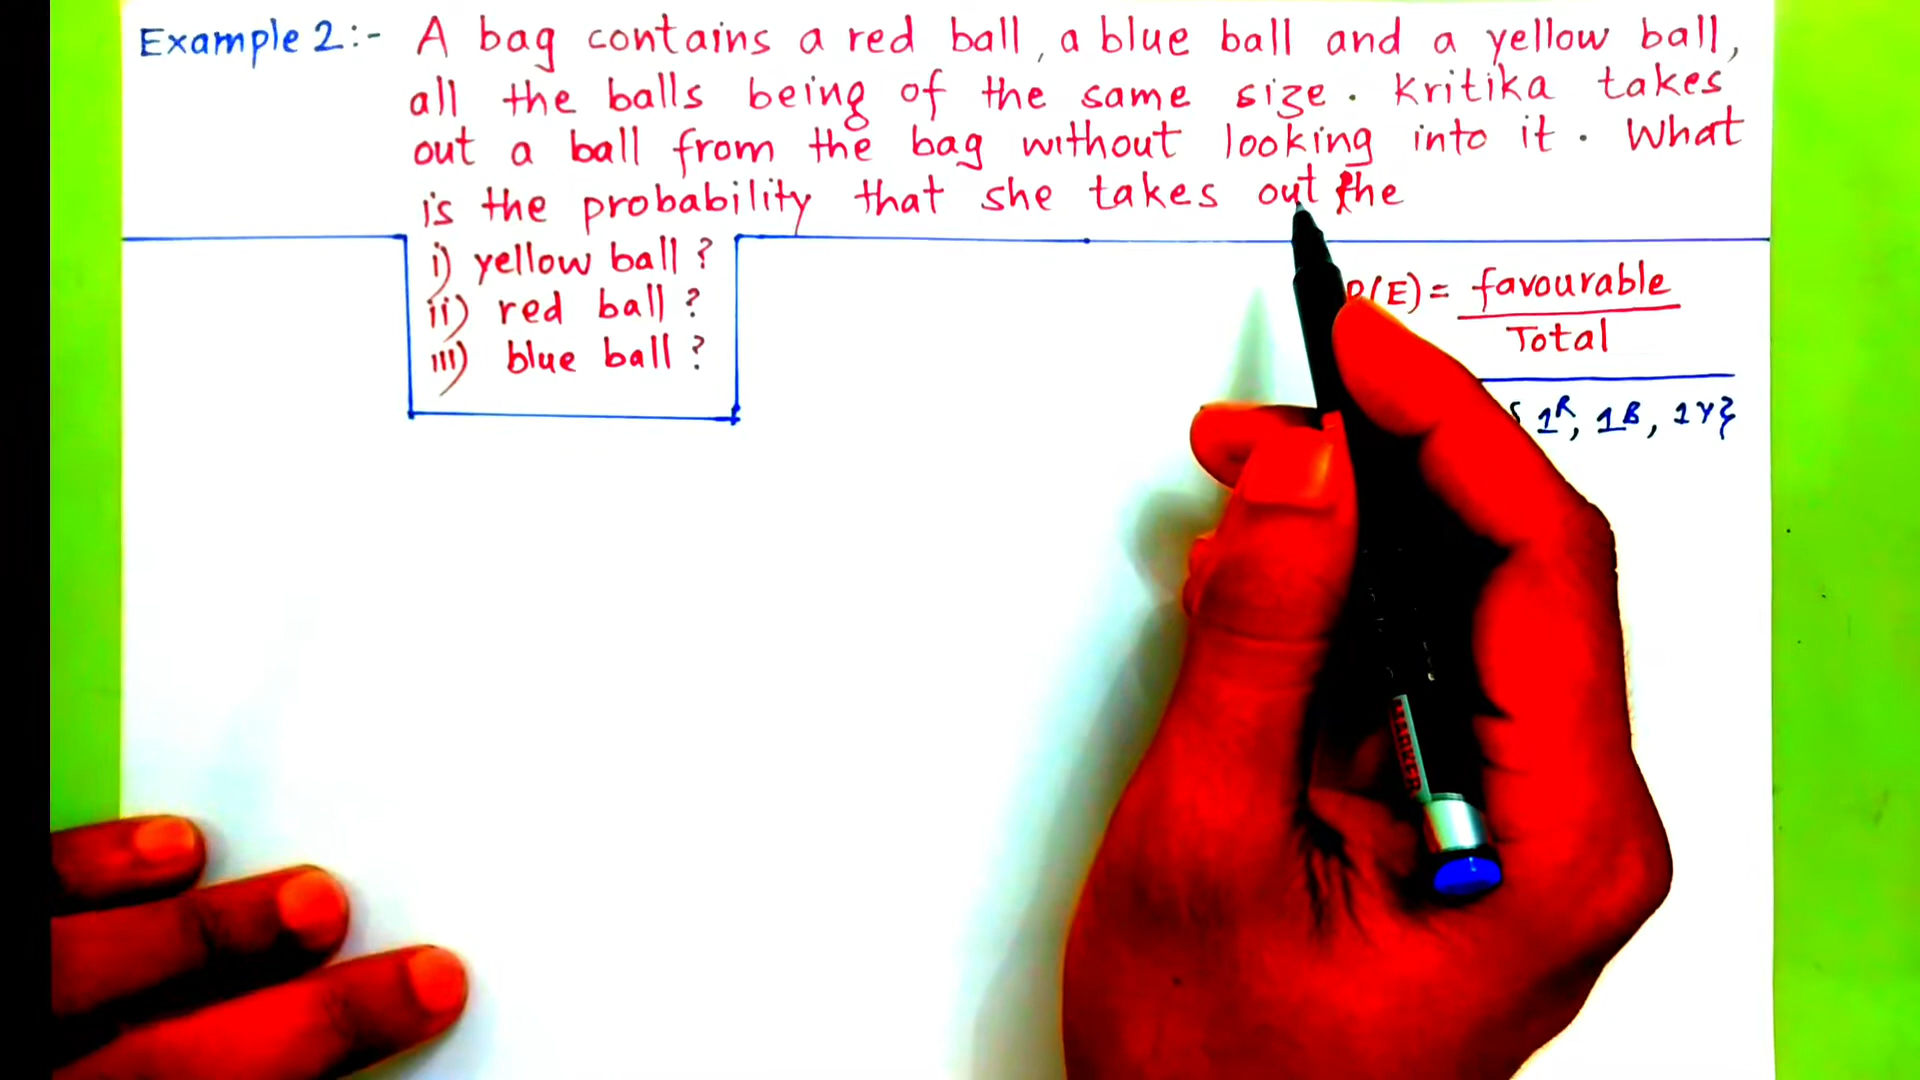 Example 2:- A bag contains a red ball, a blue ball and a yellow ball,
all the balls being of the same size. Kritika takes
out a ball from the bag without looking into it. What
is the probability that she takes out the
i) yellow ball?
ii) red ball?
iii) blue ball?
P(E) = favourable
Total
{ 1R, 1B, 1Y}
MARKER